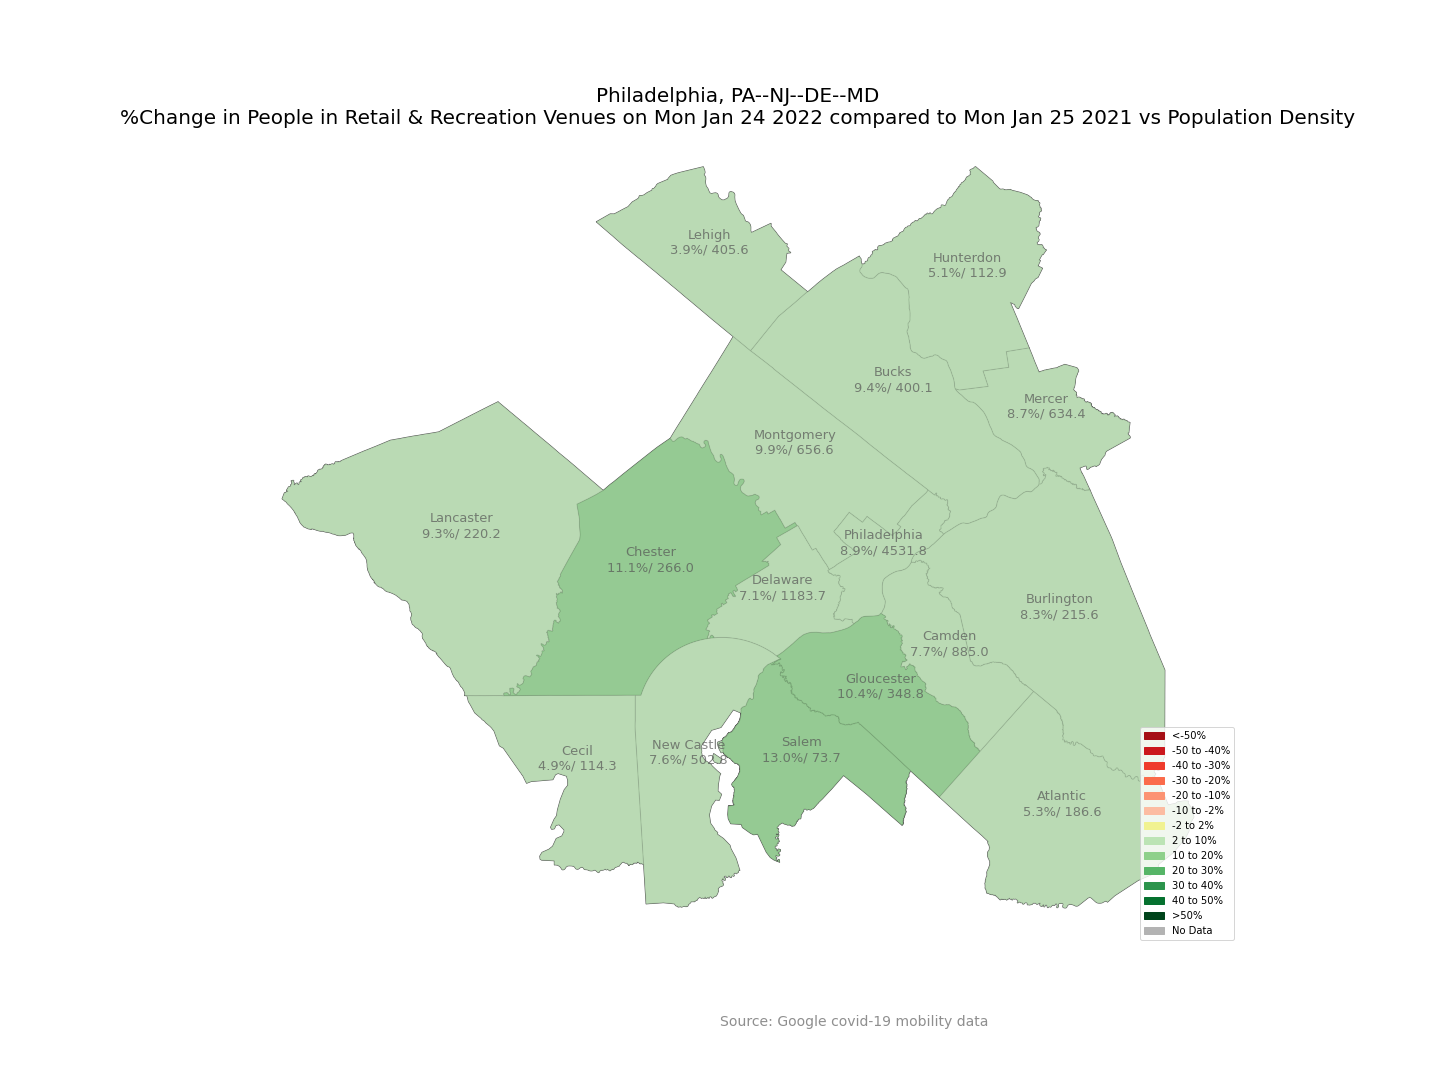 Philadelphia, PA--NJ--DE--MD
%Change in People in Retail & Recreation Venues on Mon Jan 24 2022 compared to Mon Jan 25 2021 vs Population Density
Lehigh
3.9%/ 405.6
Hunterdon
5.1%/ 112.9
Bucks
9.4%/ 400.1
Mercer
8.7%/ 634.4
Montgomery
9.9%/ 656.6
Lancaster
9.3%/ 220.2
Philadelphia
8.9%/ 4531.8
Chester
11.1%/ 266.0
Delaware
7.1%/ 1183.7
Burlington
8.3%/ 215.6
Camden
7.7%/ 885.0
Gloucester
10.4%/ 348.8
Cecil
4.9%/ 114.3
New Castle
7.6%/ 502.8
Salem
13.0%/ 73.7
Atlantic
5.3%/ 186.6
<-50%
-50 to -40%
-40 to -30%
-30 to -20%
-20 to -10%
-10 to -2%
-2 to 2%
2 to 10%
10 to 20%
20 to 30%
30 to 40%
40 to 50%
>50%
No Data
Source: Google covid-19 mobility data